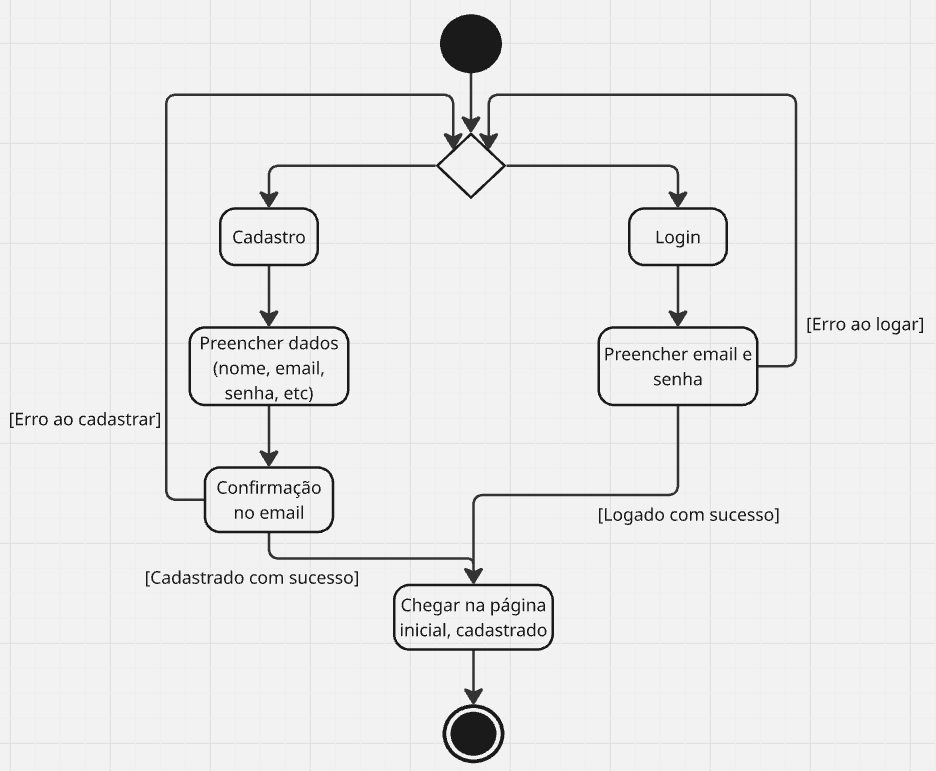 Cadastro
Login
Preencher dados
(nome, email,
senha, etc)
Preencher email e
senha
[Erro ao logar]
[Erro ao cadastrar]
Confirmação
no email
[Logado com sucesso]
[Cadastrado com sucesso]
Chegar na página
inicial, cadastrado